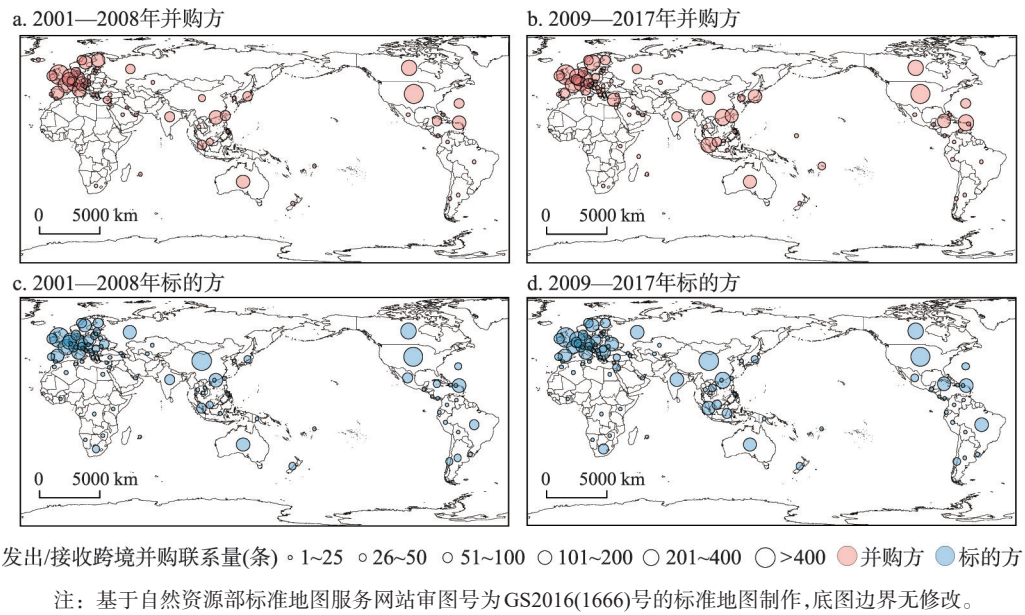 a. 2001—2008年并购方
b. 2009—2017年并购方
0 5000 km
0 5000 km
c. 2001—2008年标的方
d. 2009—2017年标的方
0 5000 km
0 5000 km
发出/接收跨境并购联系量(条) 1~25 26~50 51~100 101~200 201~400 >400 并购方 标的方
注：基于自然资源部标准地图服务网站审图号为GS2016(1666)号的标准地图制作,底图边界无修改。